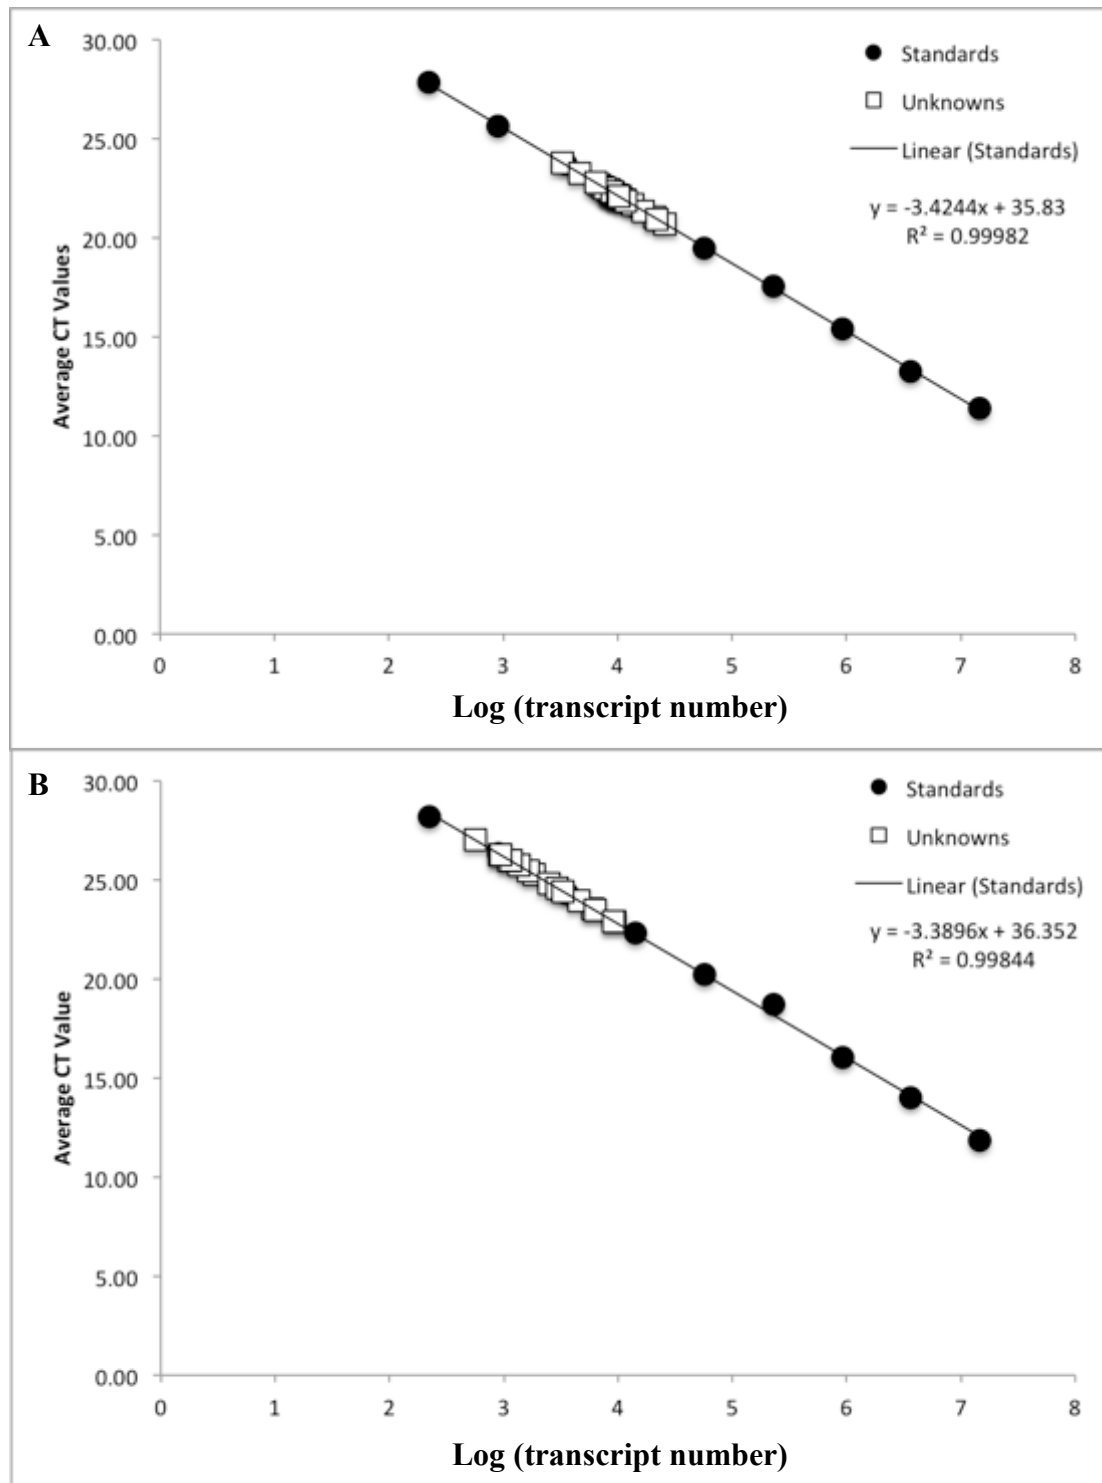 A
30.00
25.00
20.00
15.00
10.00
5.00
0.00
Average CT Values
Standards
Unknowns
Linear (Standards)
y = -3.4244x + 35.83
R² = 0.99982
0 1 2 3 4 5 6 7 8
Log (transcript number)
B
30.00
25.00
20.00
15.00
10.00
5.00
0.00
Average CT Value
Standards
Unknowns
Linear (Standards)
y = -3.3896x + 36.352
R² = 0.99844
0 1 2 3 4 5 6 7 8
Log (transcript number)